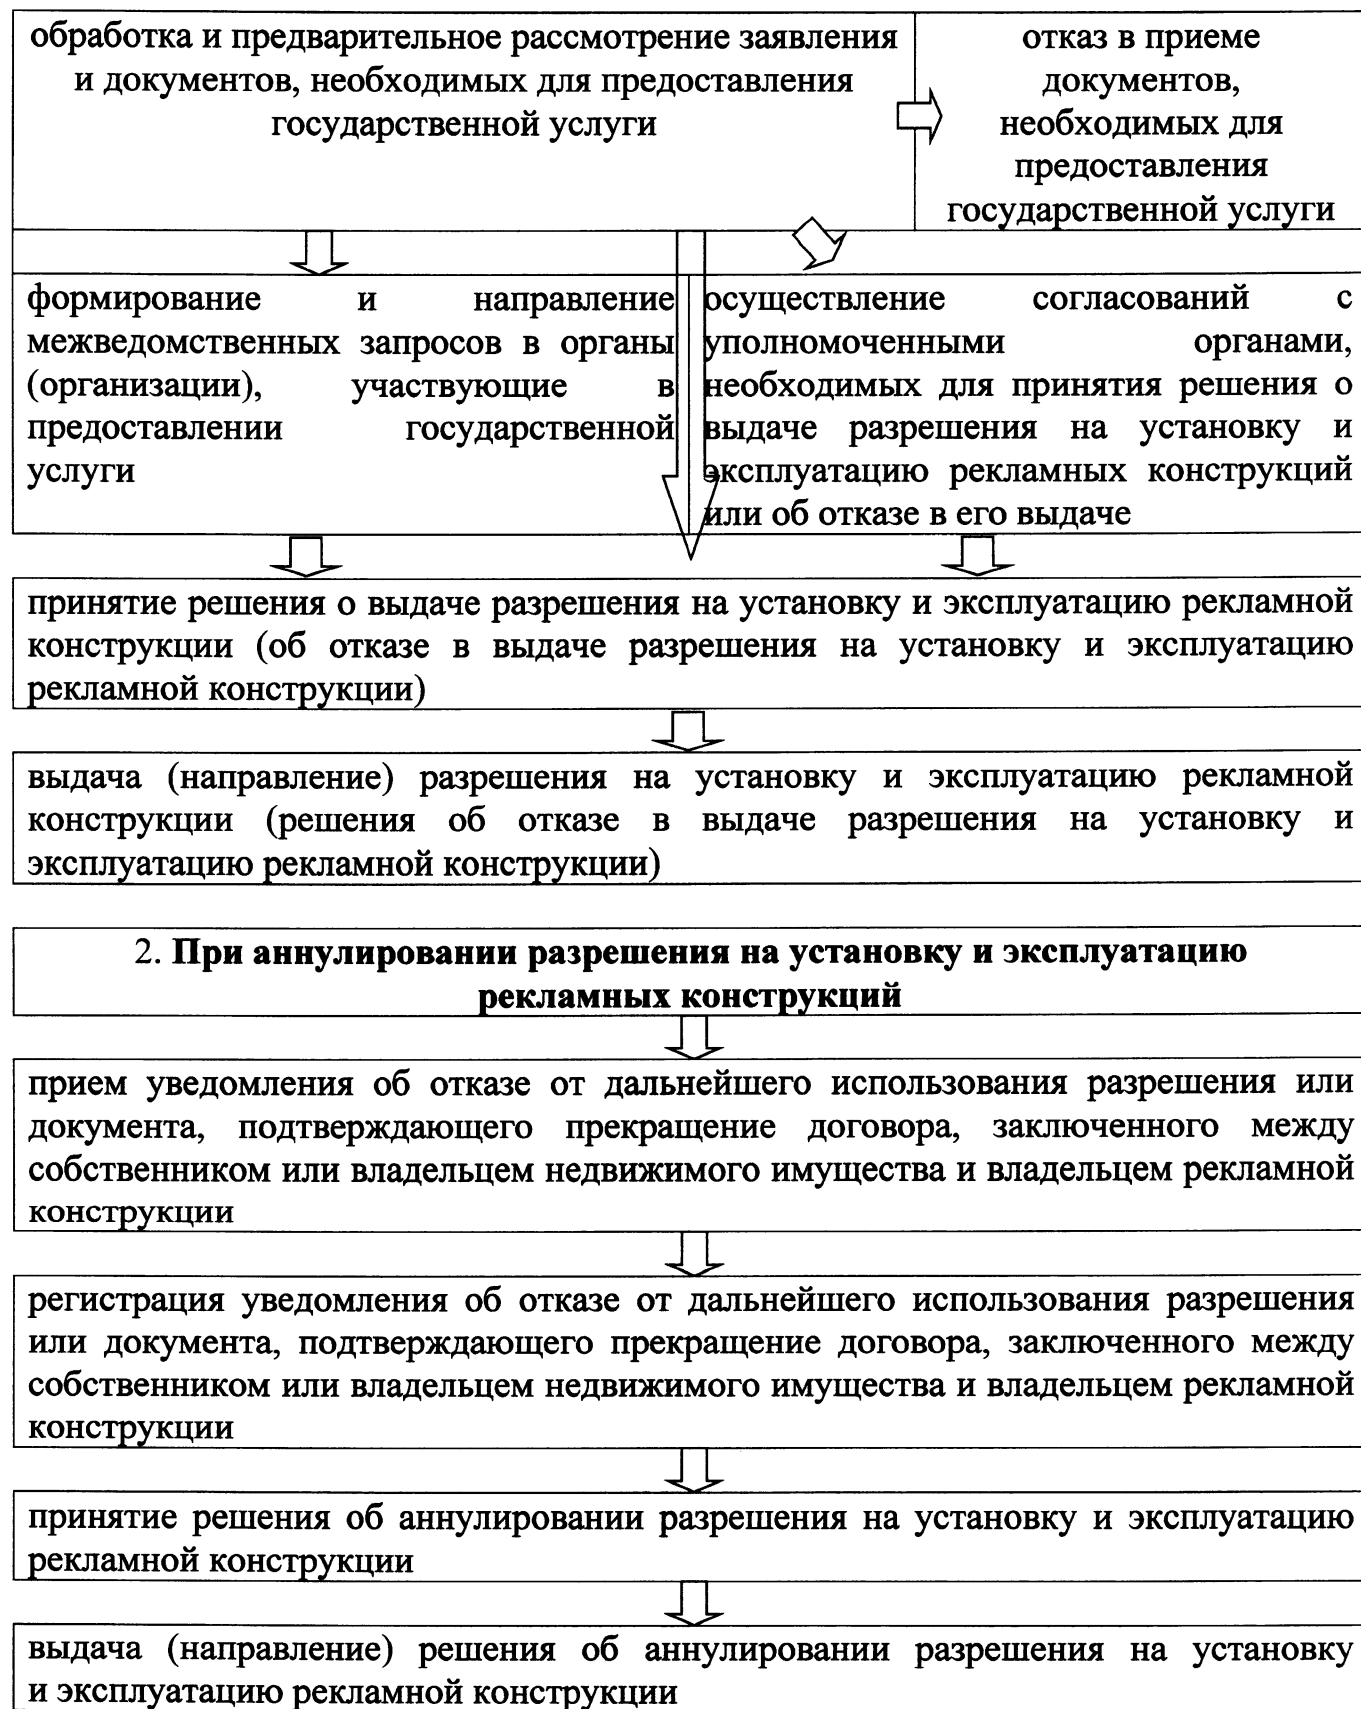 обработка и предварительное рассмотрение заявления
и документов, необходимых для предоставления
государственной услуги
отказ в приеме
документов,
необходимых для
предоставления
государственной услуги
формирование и направление
межведомственных запросов в органы
(организации), участвующие в
предоставлении государственной
услуги
осуществление согласований с
уполномоченными органами,
необходимых для принятия решения о
выдаче разрешения на установку и
эксплуатацию рекламных конструкций
или об отказе в его выдаче
принятие решения о выдаче разрешения на установку и эксплуатацию рекламной
конструкции (об отказе в выдаче разрешения на установку и эксплуатацию
рекламной конструкции)
выдача (направление) разрешения на установку и эксплуатацию рекламной
конструкции (решения об отказе в выдаче разрешения на установку и
эксплуатацию рекламной конструкции)
2. При аннулировании разрешения на установку и эксплуатацию
рекламных конструкций
прием уведомления об отказе от дальнейшего использования разрешения или
документа, подтверждающего прекращение договора, заключенного между
собственником или владельцем недвижимого имущества и владельцем рекламной
конструкции
регистрация уведомления об отказе от дальнейшего использования разрешения
или документа, подтверждающего прекращение договора, заключенного между
собственником или владельцем недвижимого имущества и владельцем рекламной
конструкции
принятие решения об аннулировании разрешения на установку и эксплуатацию
рекламной конструкции
выдача (направление) решения об аннулировании разрешения на установку
и эксплуатацию рекламной конструкции